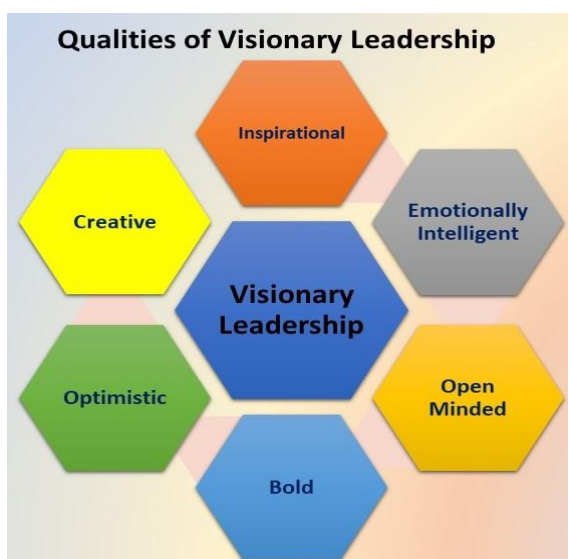 Qualities of Visionary Leadership
Inspirational
Creative
Emotionally
Intelligent
Visionary
Leadership
Optimistic
Open
Minded
Bold